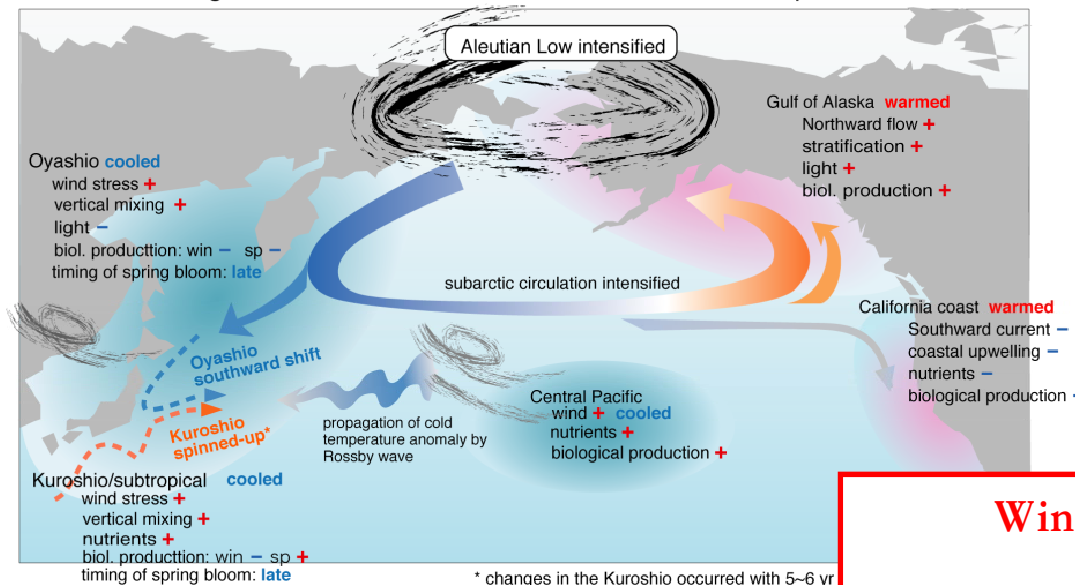 Aleutian Low intensified
Gulf of Alaska warmed
Northward flow +
stratification +
light +
biol. production +
Oyashio cooled
wind stress +
vertical mixing +
light −
biol. producttion: win − sp −
timing of spring bloom: late
subarctic circulation intensified
California coast warmed
Southward current −
coastal upwelling −
nutrients −
biological production -
Oyashio
southward shift
Kuroshio
spinned-up*
propagation of cold
temperature anomaly by
Rossby wave
Central Pacific
wind + cooled
nutrients +
biological production +
Kuroshio/subtropical cooled
wind stress +
vertical mixing +
nutrients +
biol. producttion: win − sp +
timing of spring bloom: late
Win
* changes in the Kuroshio occurred with 5~6 yr